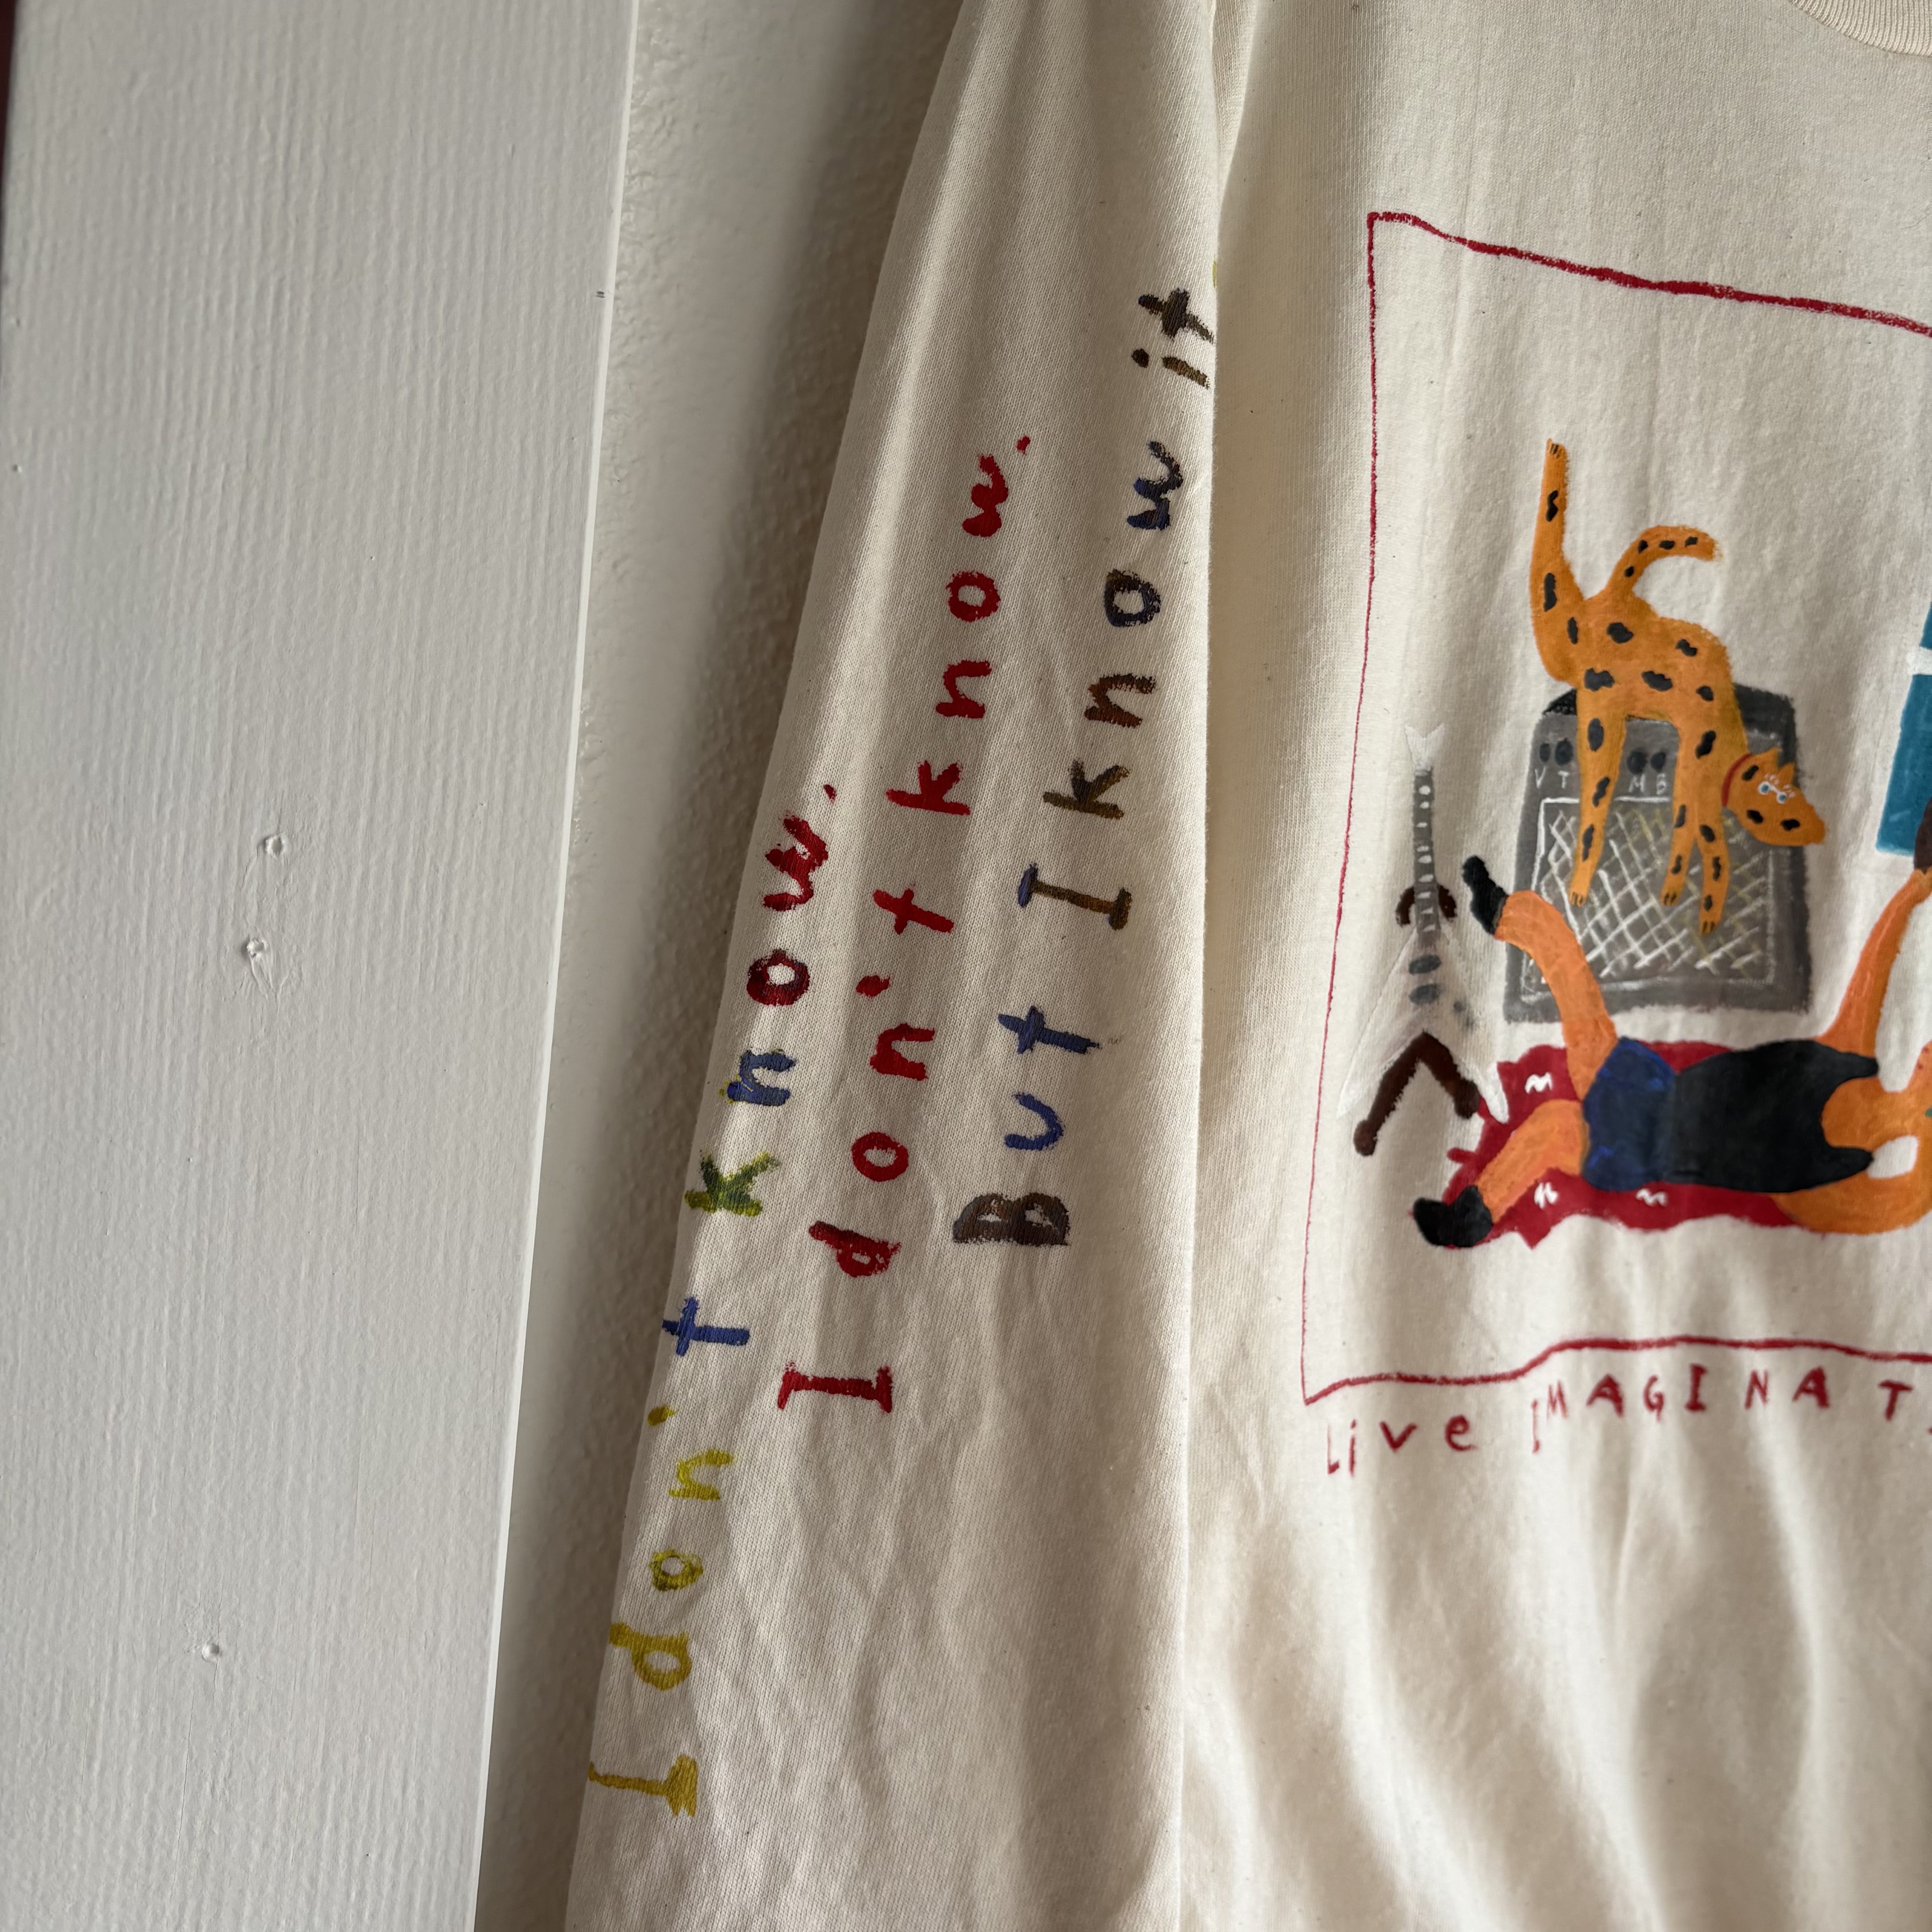 I don't know.
I don't know.
But I know it
V T M B
Live IMAGINAT